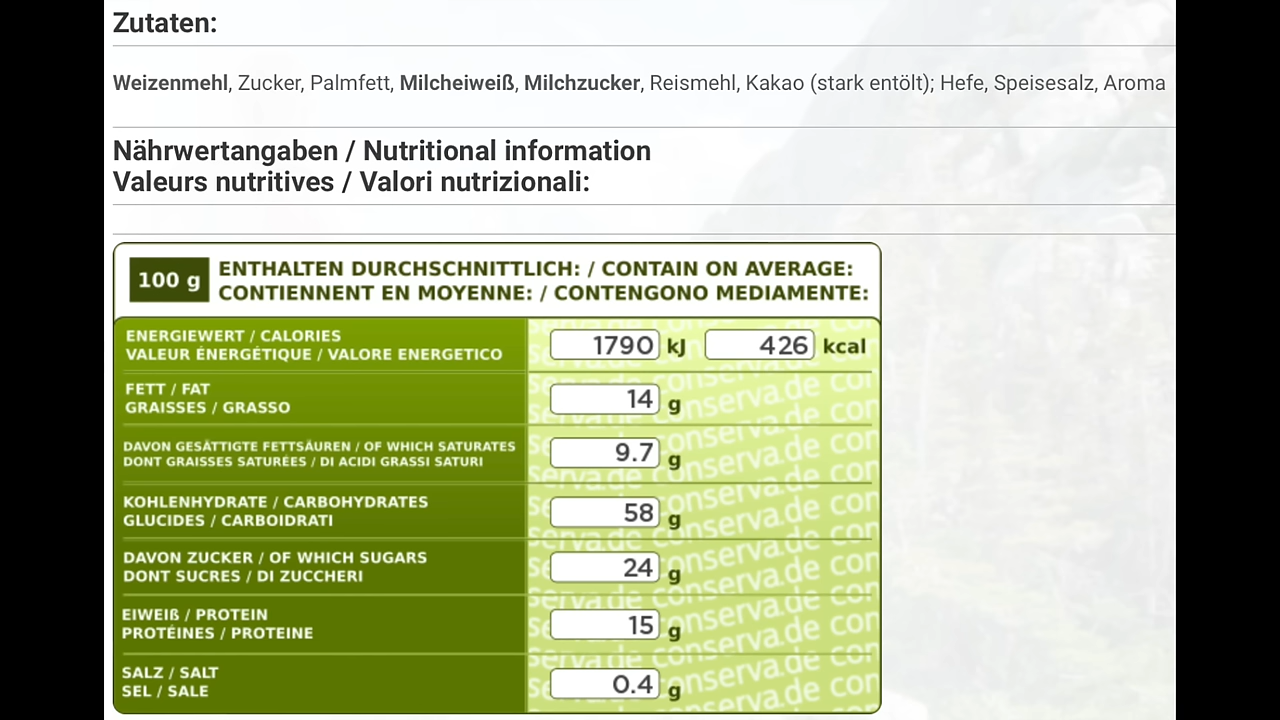 Zutaten:
Weizenmehl, Zucker, Palmfett, Milcheiweiß, Milchzucker, Reismehl, Kakao (stark entölt); Hefe, Speisesalz, Aroma
Nährwertangaben / Nutritional information
Valeurs nutritives / Valori nutrizionali:
100 g
ENTHALTEN DURCHSCHNITTLICH: / CONTAIN ON AVERAGE:
CONTIENNENT EN MOYENNE: / CONTENGONO MEDIAMENTE:
ENERGIEWERT / CALORIES
VALEUR ÉNERGÉTIQUE / VALORE ENERGETICO
1790 kJ 426 kcal
FETT / FAT
GRAISSES / GRASSO
14 g
DAVON GESÄTTIGTE FETTSÄUREN / OF WHICH SATURATES
DONT GRAISSES SATURÉES / DI ACIDI GRASSI SATURI
9.7 g
KOHLENHYDRATE / CARBOHYDRATES
GLUCIDES / CARBOIDRATI
58 g
DAVON ZUCKER / OF WHICH SUGARS
DONT SUCRES / DI ZUCCHERI
24 g
EIWEIß / PROTEIN
PROTÉINES / PROTEINE
15 g
SALZ / SALT
SEL / SALE
0.4 g
conserva.de